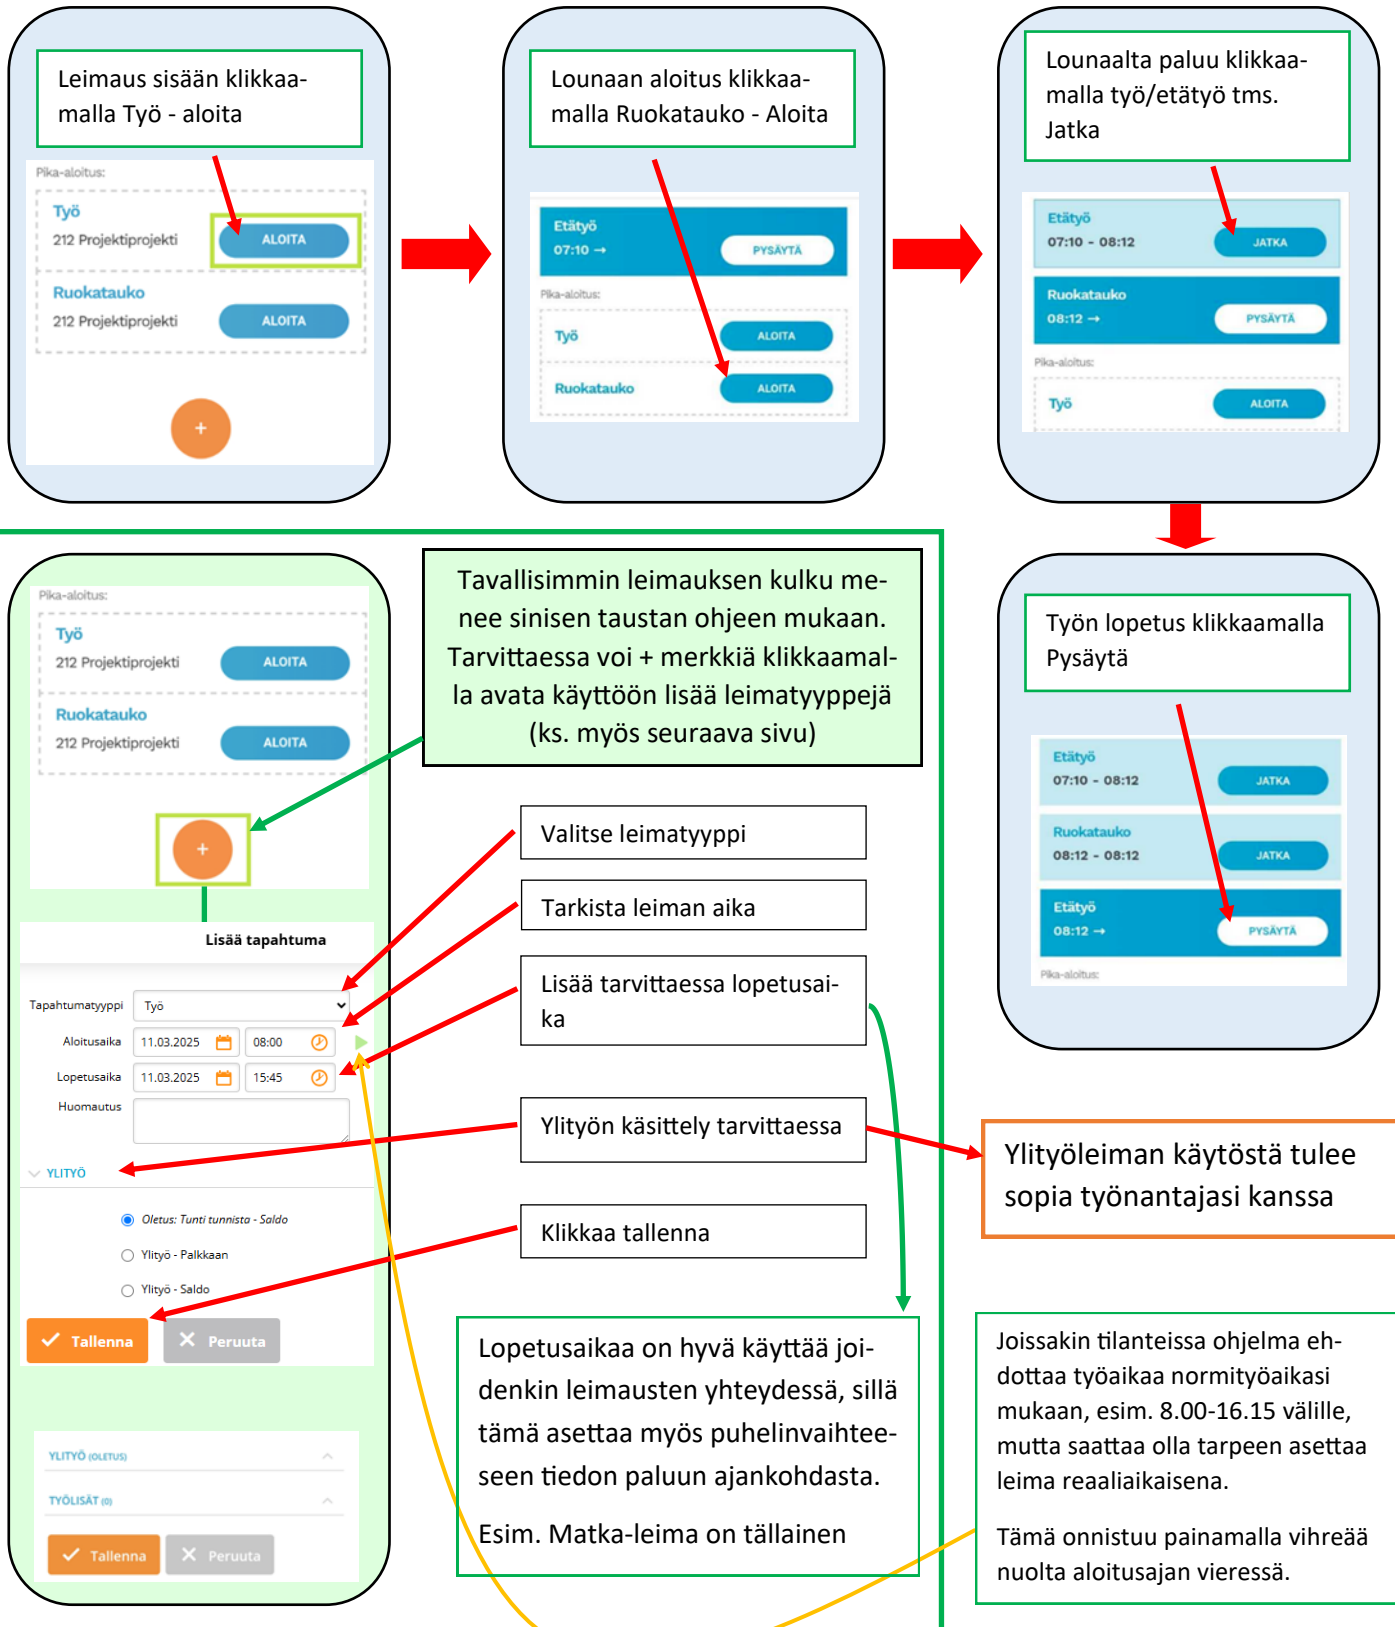 Leimaus sisään klikkaa-
malla Työ - aloita
Pika-aloitus:
Työ
212 Projektiprojekti
ALOITA
Ruokatauko
212 Projektiprojekti
ALOITA
+
Lounaan aloitus klikkaa-
malla Ruokatauko - Aloita
Etätyö
07:10 →
PYSÄYTÄ
Pika-aloitus:
Työ
ALOITA
Ruokatauko
ALOITA
Lounaalta paluu klikkaa-
malla työ/etätyö tms.
Jatka
Etätyö
07:10 - 08:12
JATKA
Ruokatauko
08:12 →
PYSÄYTÄ
Pika-aloitus:
Työ
ALOITA
Työn lopetus klikkaamalla
Pysäytä
Etätyö
07:10 - 08:12
JATKA
Ruokatauko
08:12 - 08:12
JATKA
Etätyö
08:12 →
PYSÄYTÄ
Pika-aloitus:
Tavallisimmin leimauksen kulku me-
nee sinisen taustan ohjeen mukaan.
Tarvittaessa voi + merkkiä klikkaamal-
la avata käyttöön lisää leimatyyppejä
(ks. myös seuraava sivu)
Pika-aloitus:
Työ
212 Projektiprojekti
ALOITA
Ruokatauko
212 Projektiprojekti
ALOITA
+
Lisää tapahtuma
Tapahtumatyyppi
Työ
Aloitusaika
11.03.2025
08:00
Lopetusaika
11.03.2025
15:45
Huomautus
YLITYÖ
Oletus: Tunti tunnista - Saldo
Ylityö - Palkkaan
Ylityö - Saldo
Tallenna
Peruuta
YLITYÖ (OLETUS)
TYÖLISÄT (0)
Tallenna
Peruuta
Valitse leimatyyppi
Tarkista leiman aika
Lisää tarvittaessa lopetusai-
ka
Ylityön käsittely tarvittaessa
Klikkaa tallenna
Ylityöleiman käytöstä tulee
sopia työnantajasi kanssa
Lopetusaikaa on hyvä käyttää joi-
denkin leimausten yhteydessä, sillä
tämä asettaa myös puhelinvaihtee-
seen tiedon paluun ajankohdasta.
Esim. Matka-leima on tällainen
Joissakin tilanteissa ohjelma eh-
dottaa työaikaa normityöaikasi
mukaan, esim. 8.00-16.15 välille,
mutta saattaa olla tarpeen asettaa
leima reaaliaikaisena.
Tämä onnistuu painamalla vihreää
nuolta aloitusajan vieressä.